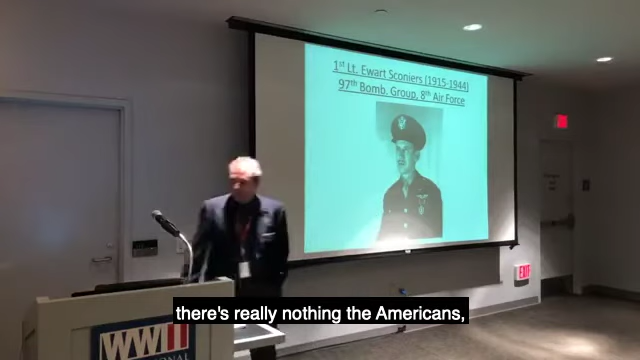 1st Lt. Ewart Sconiers (1915-1944)
97th Bomb. Group, 8th Air Force
EXIT
there's really nothing the Americans,
WWII
NATIONAL